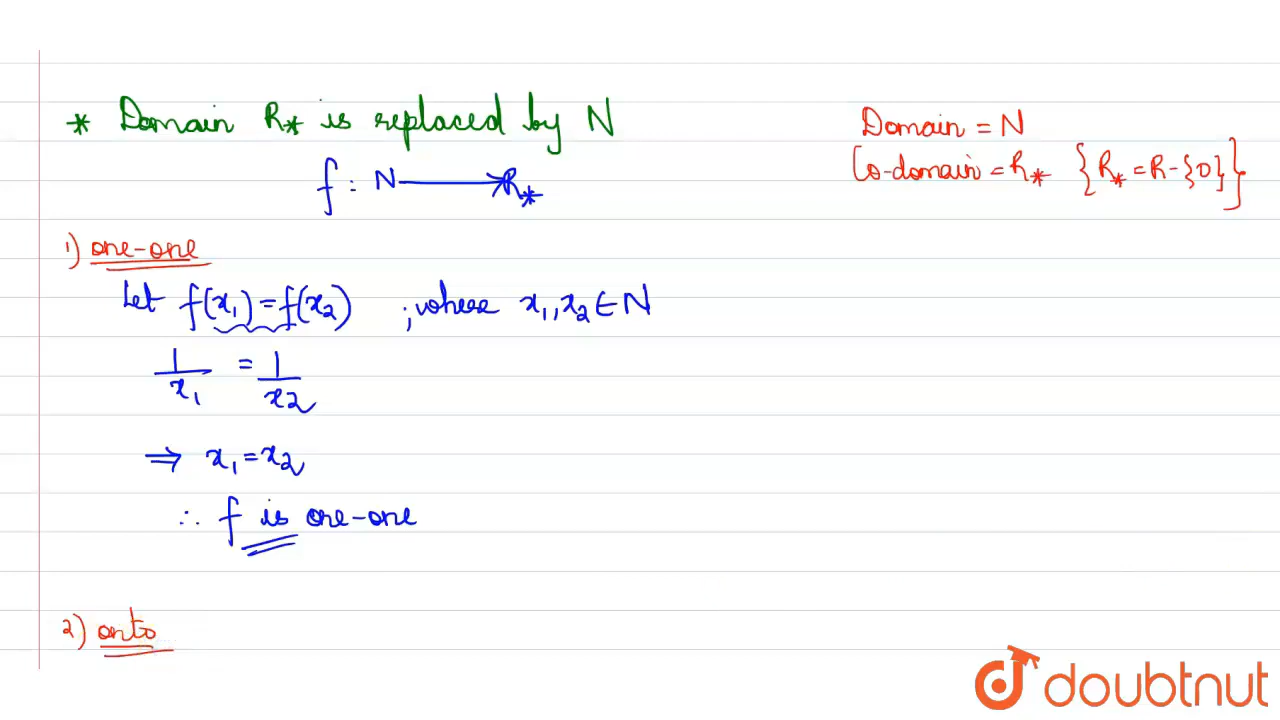 * Domain R* is replaced by N
f : N ⟶ R*
Domain = N
Co-domain = R* {R* = R-{0}}
1) one-one
Let f(x₁) = f(x₂) ; where x₁, x₂ ∈ N
1/x₁ = 1/x2
⇒ x₁ = x₂
∴ f is one-one
2) onto
doubtnut